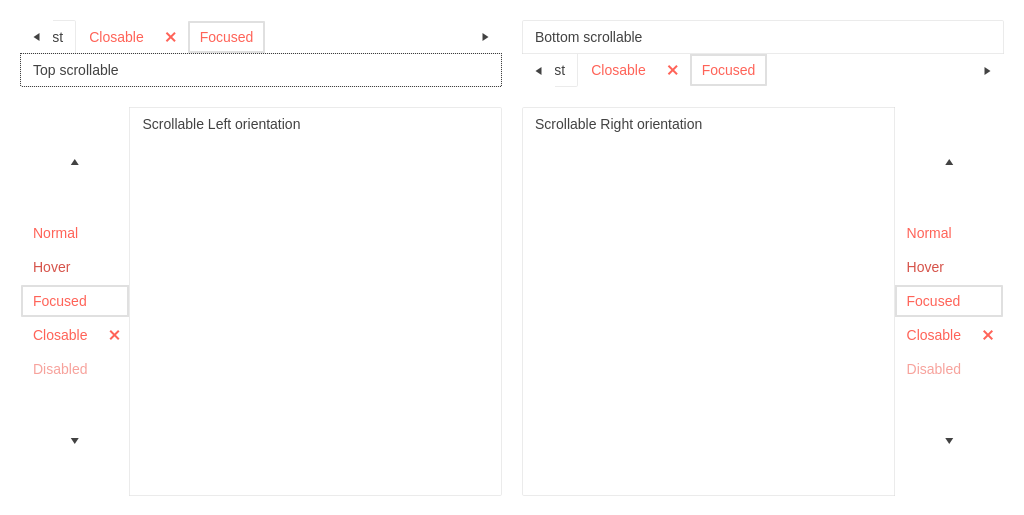 st Closable Focused
Top scrollable
Bottom scrollable
st Closable Focused
Scrollable Left orientation
Normal
Hover
Focused
Closable
Disabled
Scrollable Right orientation
Normal
Hover
Focused
Closable
Disabled